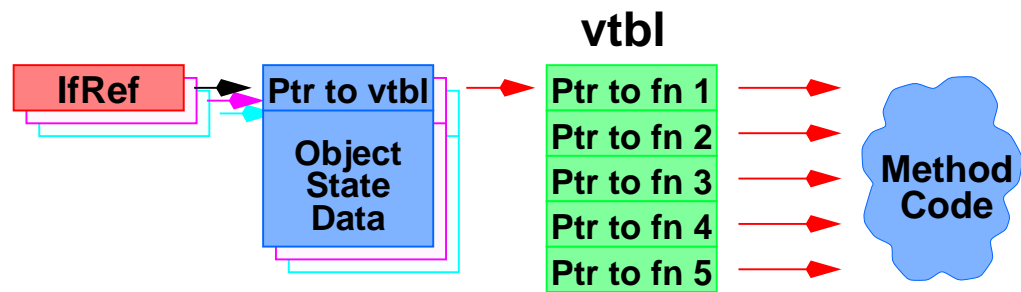 vtbl
IfRef
Ptr to vtbl
Object
State
Data
Ptr to fn 1
Ptr to fn 2
Ptr to fn 3
Ptr to fn 4
Ptr to fn 5
Method
Code